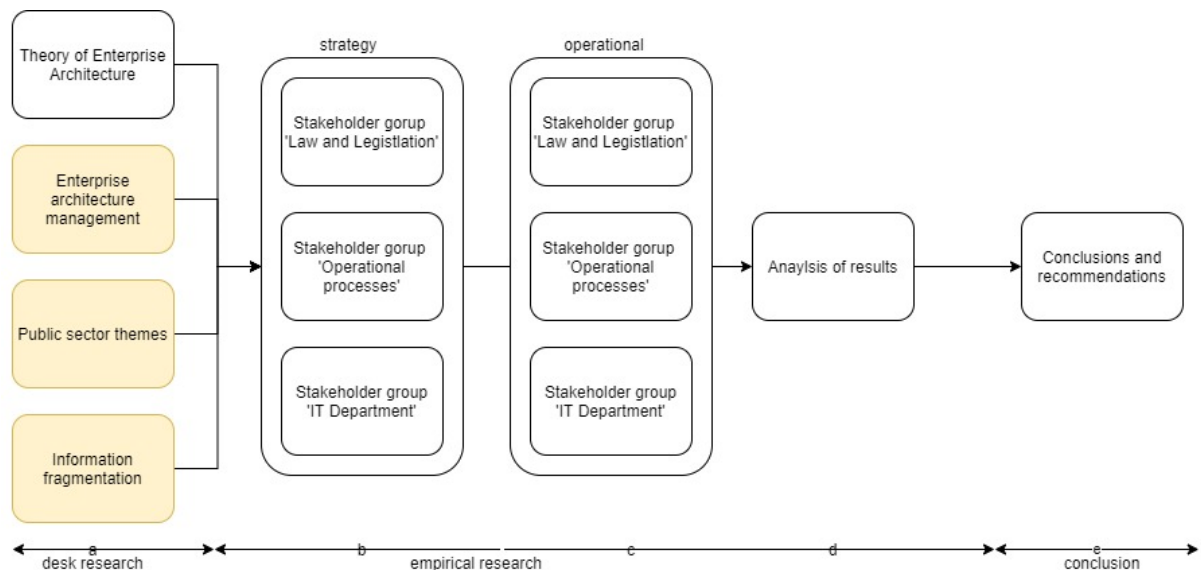 Theory of Enterprise
Architecture
Enterprise
architecture
management
Public sector themes
Information
fragmentation
strategy
Stakeholder gorup
'Law and Legistlation'
Stakeholder gorup
'Operational
processes'
Stakeholder group
'IT Department'
operational
Stakeholder gorup
'Law and Legistlation'
Stakeholder gorup
'Operational
processes'
Stakeholder group
'IT Department'
Anaylsis of results
Conclusions and
recommendations
a
b
c
d
e
desk research
empirical research
conclusion